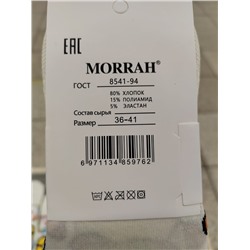 EAC
MORRAH®
ГОСТ 8541-94
80% ХЛОПОК
15% ПОЛИАМИД
Состав сырья 5% ЭЛАСТАН
Размер 36-41
6 971134 859762